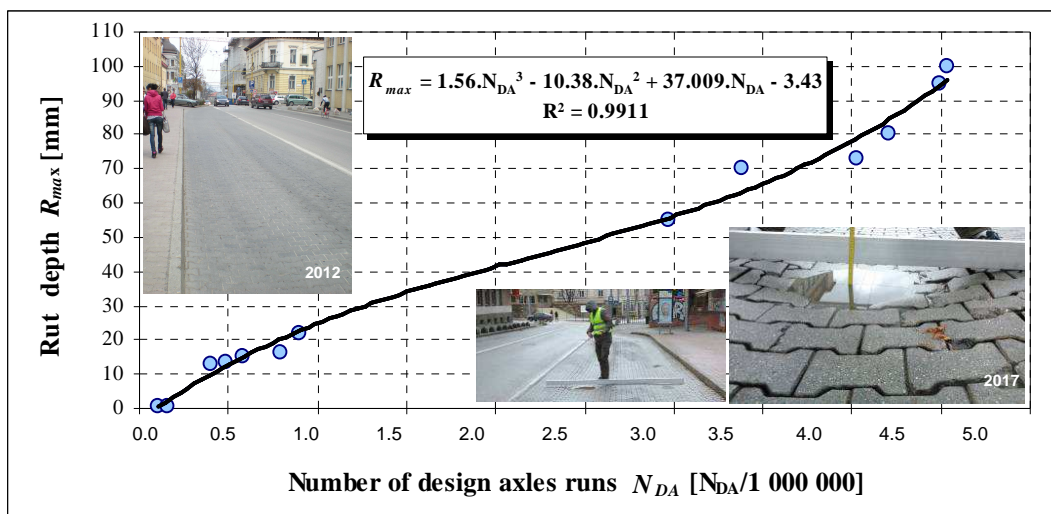 Rut depth R_max [mm]
110
100
90
80
70
60
50
40
30
20
10
0
R_max = 1.56.N_DA^3 - 10.38.N_DA^2 + 37.009.N_DA - 3.43
R^2 = 0.9911
2012
2017
0.0 0.5 1.0 1.5 2.0 2.5 3.0 3.5 4.0 4.5 5.0
Number of design axles runs N_DA [N_DA/1 000 000]